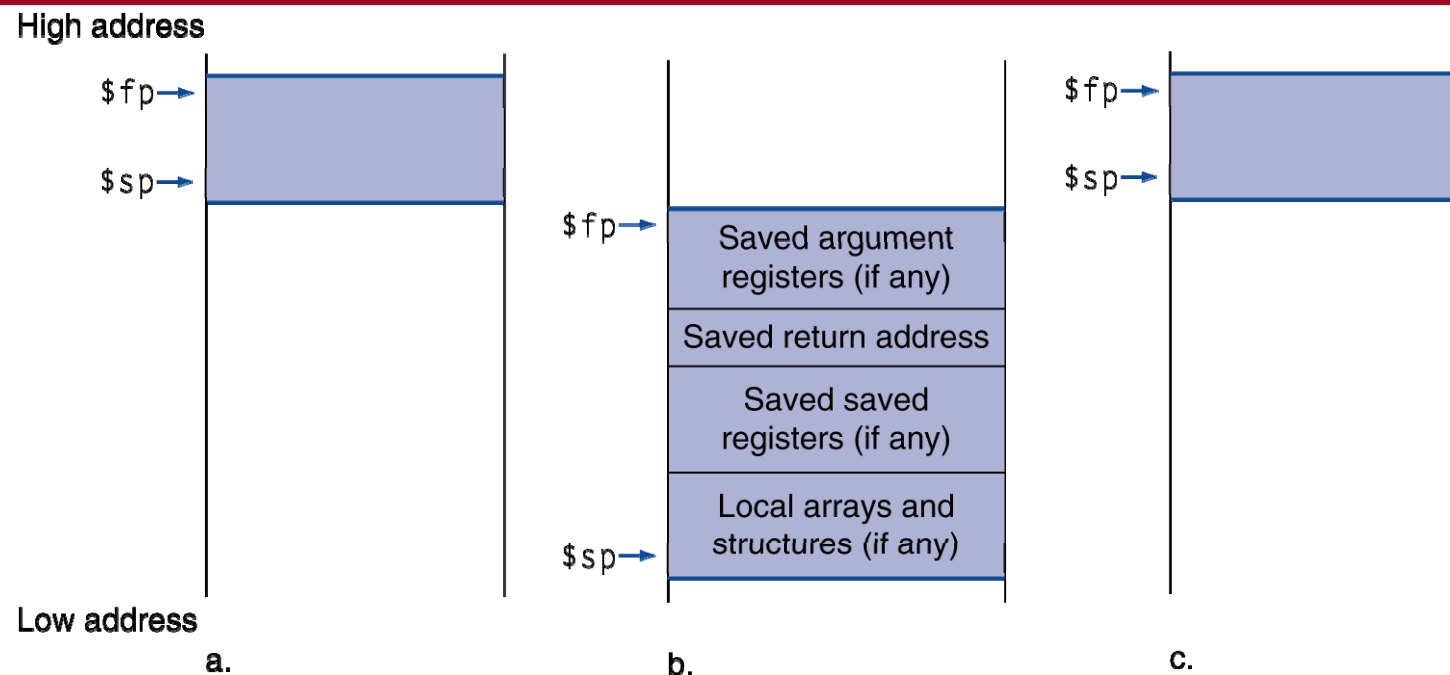 High address
$fp
$sp
$fp
Saved argument
registers (if any)
Saved return address
Saved saved
registers (if any)
Local arrays and
structures (if any)
$sp
$fp
$sp
Low address
a.
b.
c.